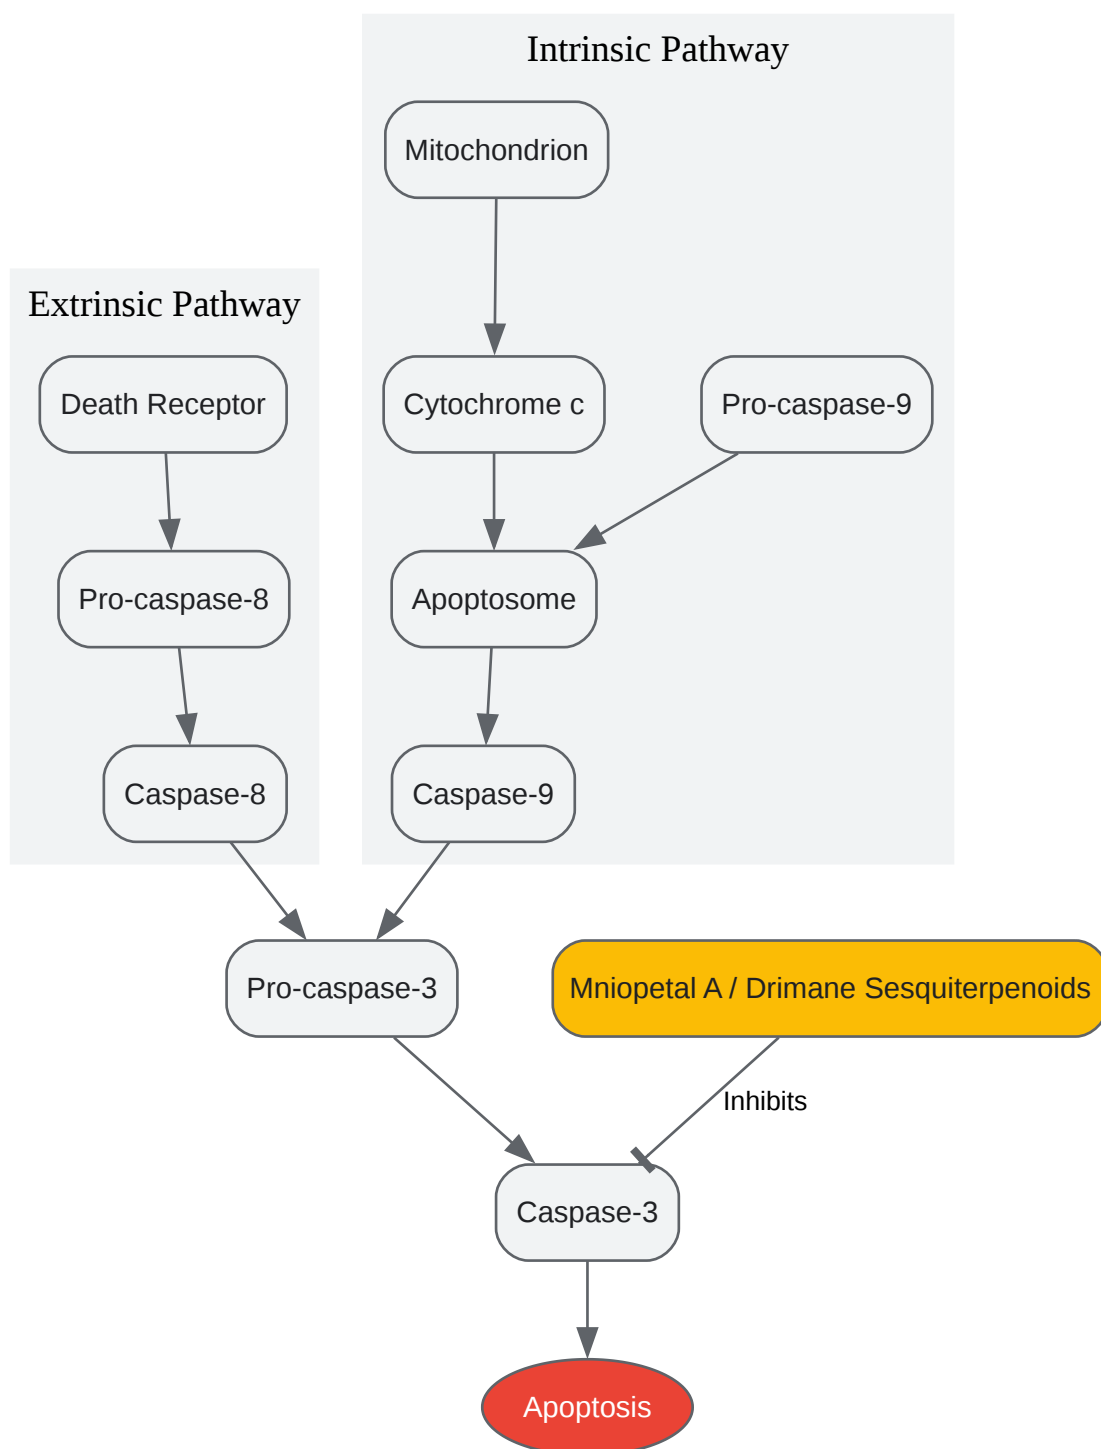 Intrinsic Pathway
Mitochondrion
Extrinsic Pathway
Death Receptor
Cytochrome c
Pro-caspase-9
Pro-caspase-8
Apoptosome
Caspase-8
Caspase-9
Pro-caspase-3
Mniopetal A / Drimane Sesquiterpenoids
Inhibits
Caspase-3
Apoptosis